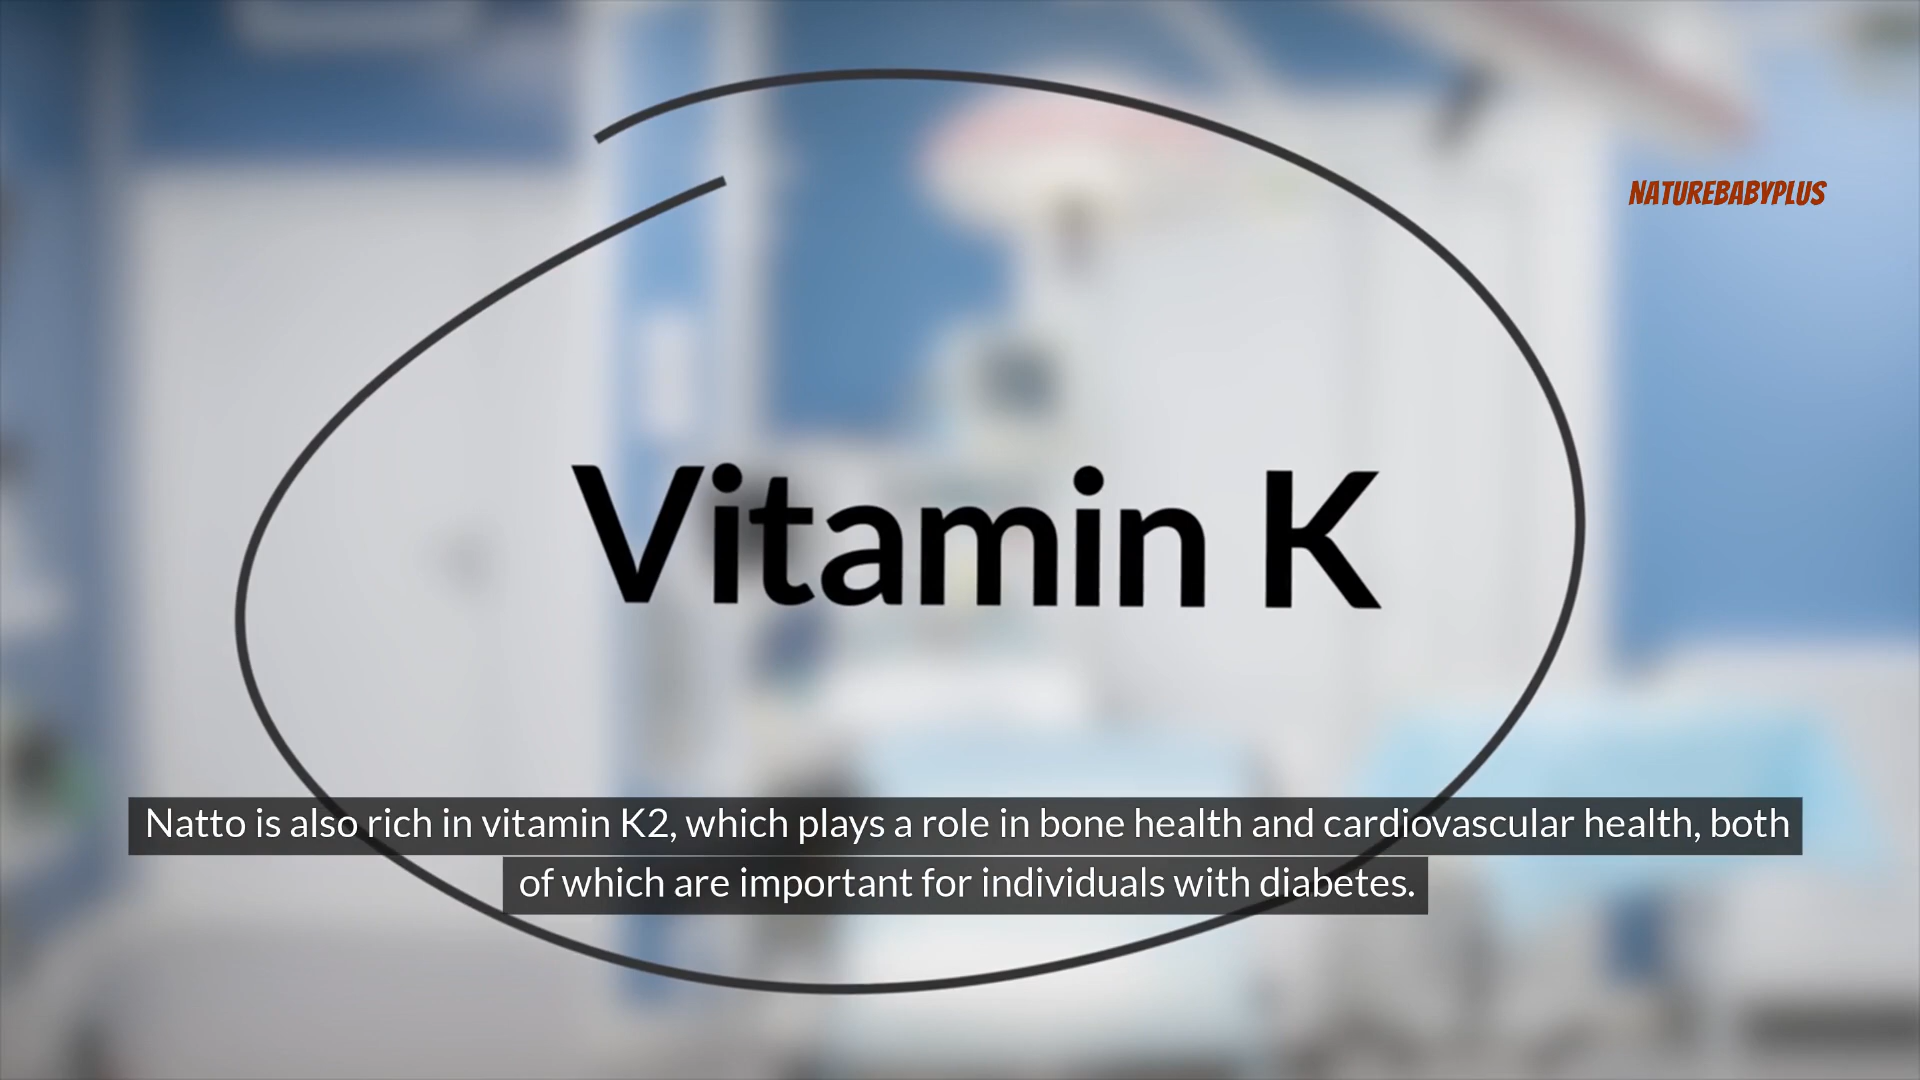 NATUREBABYPLUS
Vitamin K
Natto is also rich in vitamin K2, which plays a role in bone health and cardiovascular health, both
of which are important for individuals with diabetes.